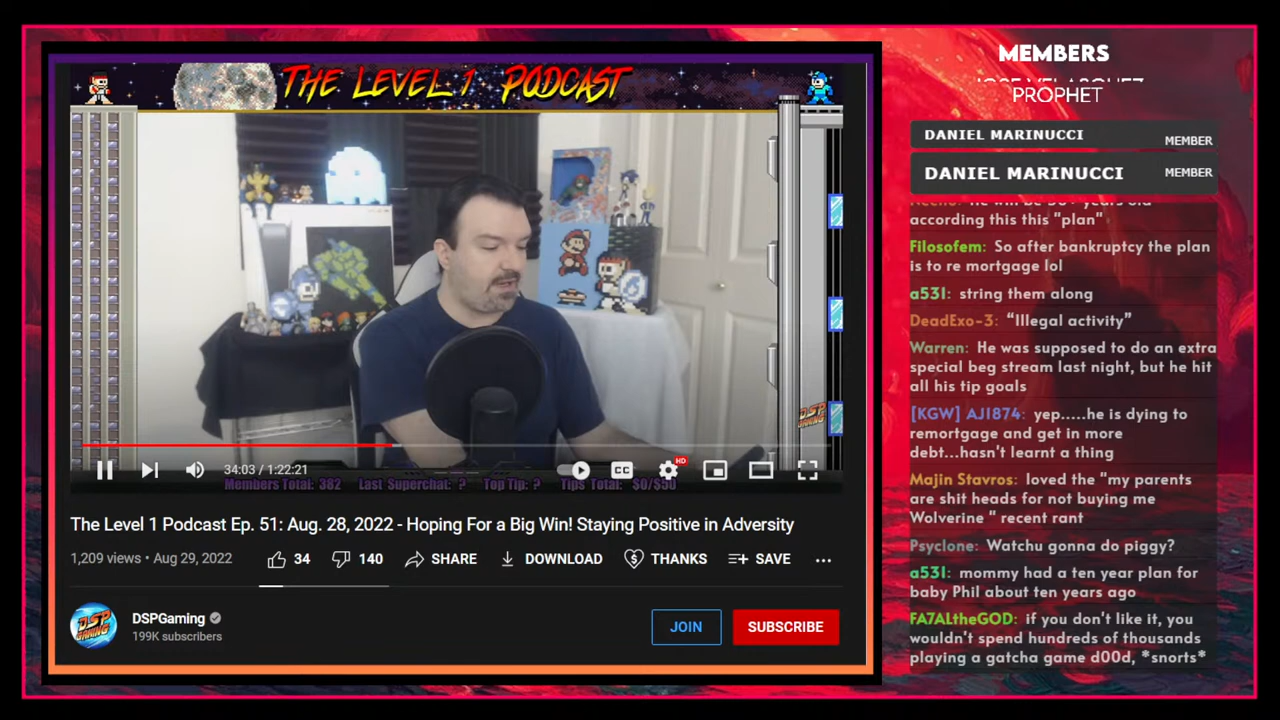 THE LEVEL 1 PODCAST
34:03 / 1:22:21
CC
HD
Members Total: 382 Last Superchat: ? Top Tip: ? Tips Total: $0/$50
The Level 1 Podcast Ep. 51: Aug. 28, 2022 - Hoping For a Big Win! Staying Positive in Adversity
1,209 views • Aug 29, 2022
34
140
SHARE
DOWNLOAD
THANKS
SAVE
DSP GAMING
DSPGaming
199K subscribers
JOIN
SUBSCRIBE
MEMBERS
JOSE VELASQUEZ
PROPHET
DANIEL MARINUCCI MEMBER
DANIEL MARINUCCI MEMBER
according this this "plan"
Filosofem: So after bankruptcy the plan
is to re mortgage lol
a53l: string them along
DeadExo-3: “Illegal activity”
Warren: He was supposed to do an extra
special beg stream last night, but he hit
all his tip goals
[KGW] AJ1874: yep.....he is dying to
remortgage and get in more
debt...hasn't learnt a thing
Majin Stavros: loved the "my parents
are shit heads for not buying me
Wolverine " recent rant
Psyclone: Watchu gonna do piggy?
a53l: mommy had a ten year plan for
baby Phil about ten years ago
FA7ALtheGOD: if you don't like it, you
wouldn't spend hundreds of thousands
playing a gatcha game d00d, *snorts*